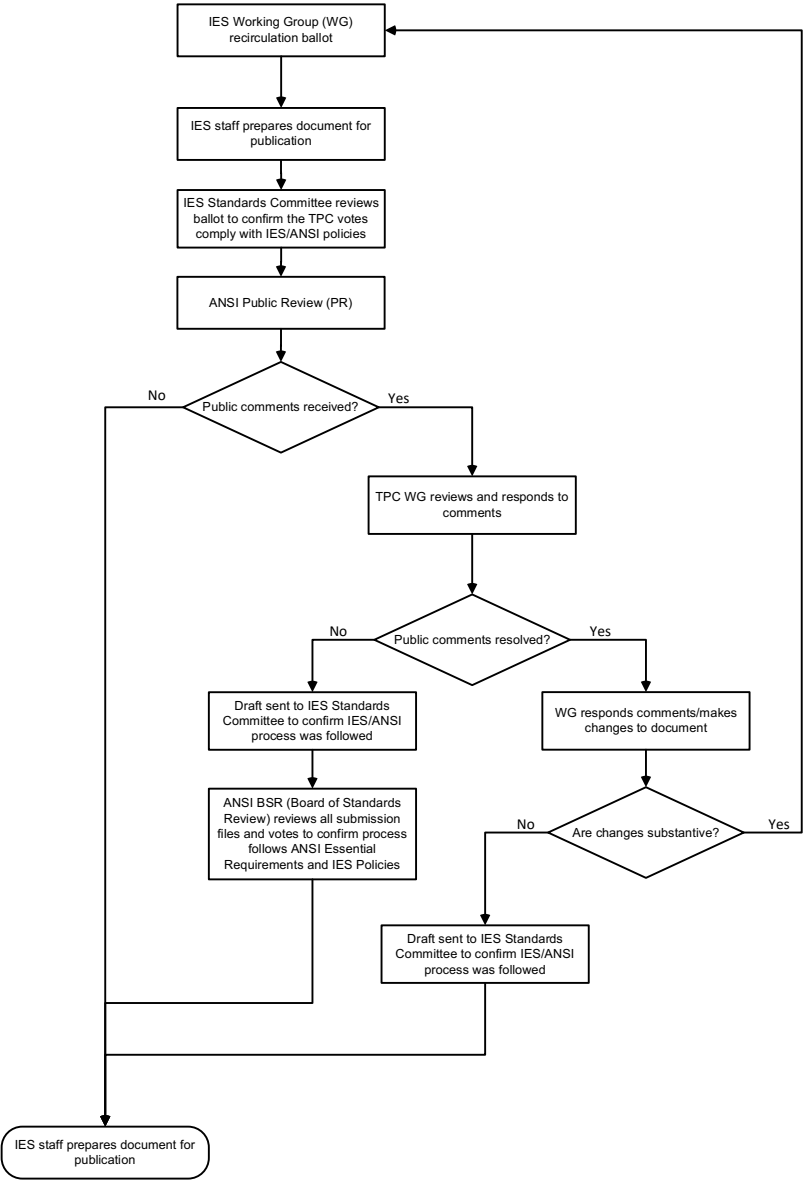 IES Working Group (WG)
recirculation ballot
IES staff prepares document for
publication
IES Standards Committee reviews
ballot to confirm the TPC votes
comply with IES/ANSI policies
ANSI Public Review (PR)
No
Public comments received?
Yes
TPC WG reviews and responds to
comments
No
Public comments resolved?
Yes
Draft sent to IES Standards
Committee to confirm IES/ANSI
process was followed
WG responds comments/makes
changes to document
ANSI BSR (Board of Standards
Review) reviews all submission
files and votes to confirm process
follows ANSI Essential
Requirements and IES Policies
No
Are changes substantive?
Yes
Draft sent to IES Standards
Committee to confirm IES/ANSI
process was followed
IES staff prepares document for
publication